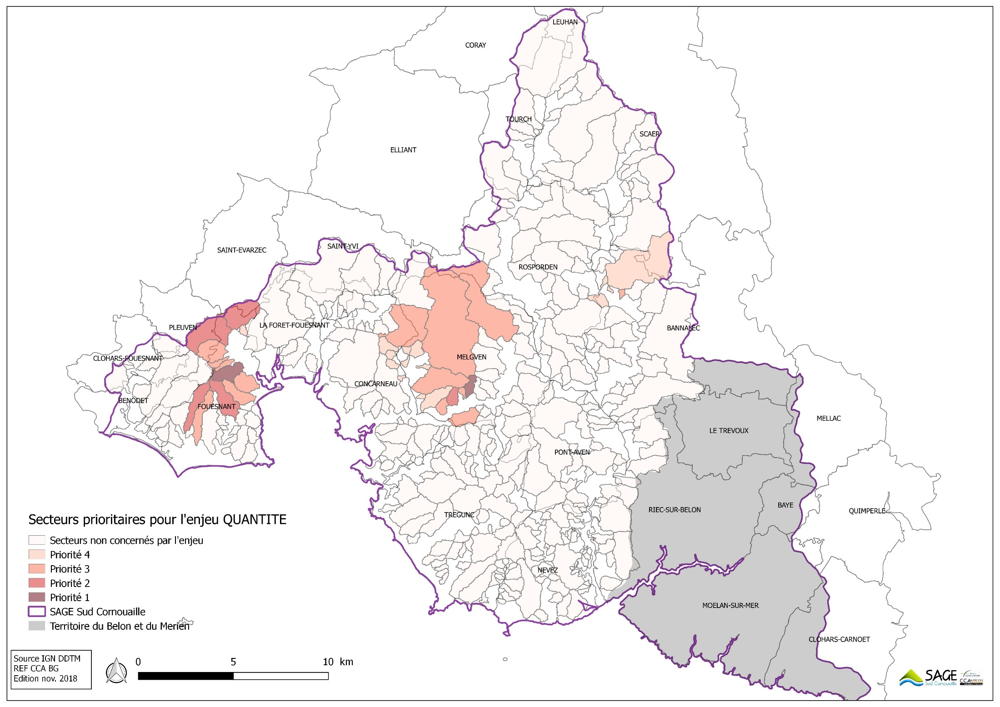 LEUHAN
CORAY
TOURCH
SCAER
ELLIANT
SAINT-EVARZEC
SAINT-YVI
ROSPORDEN
PLEUVEN
LA FORET-FOUESNANT
BANNALEC
CLOHARS-FOUESNANT
MELGVEN
CONCARNEAU
BENODET
FOUESNANT
MELLAC
LE TREVOUX
PONT-AVEN
BAYE
RIEC-SUR-BELON
QUIMPERLE
TREGUNC
NEVEZ
MOELAN-SUR-MER
CLOHARS-CARNOET
Secteurs prioritaires pour l'enjeu QUANTITE
Secteurs non concernés par l'enjeu
Priorité 4
Priorité 3
Priorité 2
Priorité 1
SAGE Sud Cornouaille
Territoire du Belon et du Merien
Source IGN DDTM
REF CCA BG
Edition nov. 2018
0 5 10 km
SAGE
Sud Cornouaille
CCA